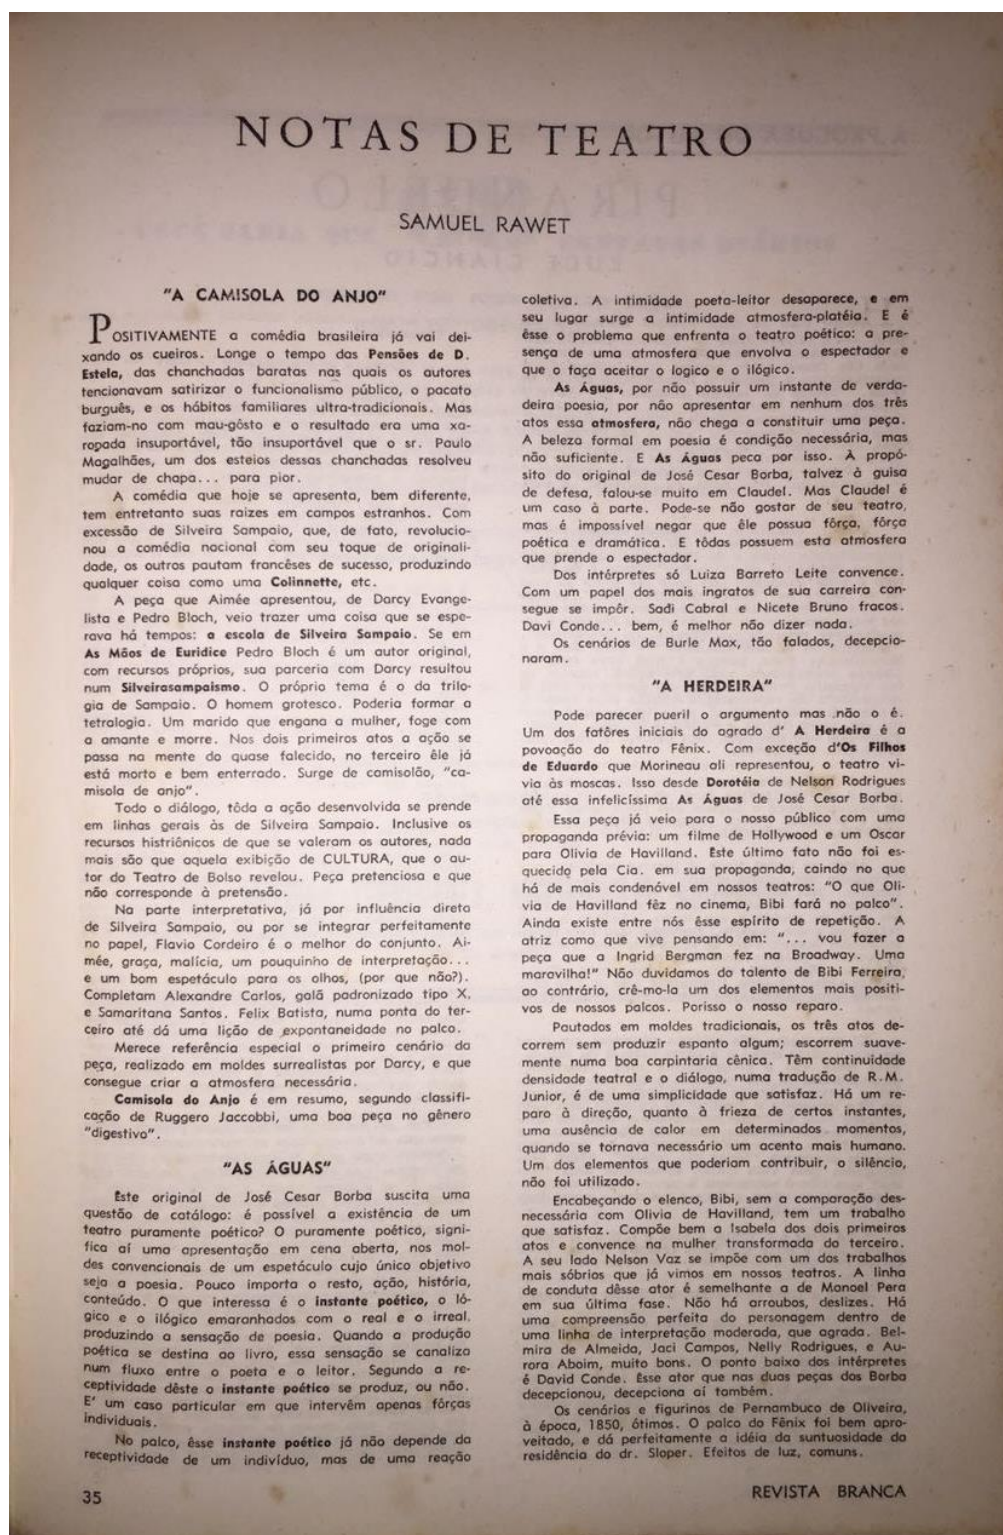 NOTAS DE TEATRO
SAMUEL RAWET
"A CAMISOLA DO ANJO"
POSITIVAMENTE a comédia brasileira já vai dei-
xando os cueiros. Longe o tempo das Pensões de D.
Estela, das chanchadas baratas nas quais os autores
tencionavam satirizar o funcionalismo público, o pacato
burguês, e os hábitos familiares ultra-tradicionais. Mas
faziam-no com mau-gôsto e o resultado era uma xa-
ropada insuportável, tão insuportável que o sr. Paulo
Magalhães, um dos esteios dessas chanchadas resolveu
mudar de chapa... para pior.
A comédia que hoje se apresenta, bem diferente,
tem entretanto suas raizes em campos estranhos. Com
excessão de Silveira Sampaio, que, de fato, revolucio-
nou a comédia nacional com seu toque de originali-
dade, os outros pautam francêses de sucesso, produzindo
qualquer coisa como uma Colinnette, etc.
A peça que Aimée apresentou, de Darcy Evange-
lista e Pedro Bloch, veio trazer uma coisa que se espe-
rava há tempos: a escola de Silveira Sampaio. Se em
As Mãos de Euridice Pedro Bloch é um autor original,
com recursos próprios, sua parceria com Darcy resultou
num Silveirasampaismo. O próprio tema é o da trilo-
gia de Sampaio. O homem grotesco. Poderia formar a
tetralogia. Um marido que engana a mulher, foge com
a amante e morre. Nos dois primeiros atos a ação se
passa na mente do quase falecido, no terceiro êle já
está morto e bem enterrado. Surge de camisolão, "ca-
misola de anjo".
Todo o diálogo, tôda a ação desenvolvida se prende
em linhas gerais às de Silveira Sampaio. Inclusive os
recursos histriônicos de que se valeram os autores, nada
mais são que aquela exibição de CULTURA, que o au-
tor do Teatro de Bolso revelou. Peça pretenciosa e que
não corresponde à pretensão.
Na parte interpretativa, já por influência direta
de Silveira Sampaio, ou por se integrar perfeitamente
no papel, Flavio Cordeiro é o melhor do conjunto. Ai-
mée, graça, malícia, um pouquinho de interpretação...
e um bom espetáculo para os olhos, (por que não?).
Completam Alexandre Carlos, galã padronizado tipo X,
e Samaritana Santos. Felix Batista, numa ponta do ter-
ceiro até dá uma lição de expontaneidade no palco.
Merece referência especial o primeiro cenário da
peça, realizado em moldes surrealistas por Darcy, e que
consegue criar a atmosfera necessária.
Camisola do Anjo é em resumo, segundo classifi-
cação de Ruggero Jaccobbi, uma boa peça no gênero
"digestivo".
"AS ÁGUAS"
Êste original de José Cesar Borba suscita uma
questão de catálogo: é possível a existência de um
teatro puramente poético? O puramente poético, signi-
fica aí uma apresentação em cena aberta, nos mol-
des convencionais de um espetáculo cujo único objetivo
seja a poesia. Pouco importa o resto, ação, história,
conteúdo. O que interessa é o instante poético, o ló-
gico e o ilógico emaranhados com o real e o irreal,
produzindo a sensação de poesia. Quando a produção
poética se destina ao livro, essa sensação se canaliza
num fluxo entre o poeta e o leitor. Segundo a re-
ceptividade dêste o instante poético se produz, ou não.
E' um caso particular em que intervêm apenas fôrças
individuais.
No palco, êsse instante poético já não depende da
receptividade de um indivíduo, mas de uma reação
coletiva. A intimidade poeta-leitor desaparece, e em
seu lugar surge a intimidade atmosfera-platéia. E é
êsse o problema que enfrenta o teatro poético: a pre-
sença de uma atmosfera que envolva o espectador e
que o faça aceitar o logico e o ilógico.
As Águas, por não possuir um instante de verda-
deira poesia, por não apresentar em nenhum dos três
atos essa atmosfera, não chega a constituir uma peça.
A beleza formal em poesia é condição necessária, mas
não suficiente. E As Águas peca por isso. À propó-
sito do original de José Cesar Borba, talvez à guisa
de defesa, falou-se muito em Claudel. Mas Claudel é
um caso à parte. Pode-se não gostar de seu teatro,
mas é impossível negar que êle possua fôrça, fôrça
poética e dramática. E tôdas possuem esta atmosfera
que prende o espectador.
Dos intérpretes só Luiza Barreto Leite convence.
Com um papel dos mais ingratos de sua carreira con-
segue se impôr. Sadi Cabral e Nicete Bruno fracos.
Davi Conde... bem, é melhor não dizer nada.
Os cenários de Burle Max, tão falados, decepcio-
naram.
"A HERDEIRA"
Pode parecer pueril o argumento mas não o é.
Um dos fatôres iniciais do agrado d' A Herdeira é a
povoação do teatro Fênix. Com exceção d'Os Filhos
de Eduardo que Morineau ali representou, o teatro vi-
via às moscas. Isso desde Dorotéia de Nelson Rodrigues
até essa infelicíssima As Águas de José Cesar Borba.
Essa peça já veio para o nosso público com uma
propaganda prévia: um filme de Hollywood e um Oscar
para Olivia de Havilland. Êste último fato não foi es-
quecido pela Cia. em sua propaganda, caindo no que
há de mais condenável em nossos teatros: "O que Oli-
via de Havilland fêz no cinema, Bibi fará no palco".
Ainda existe entre nós êsse espírito de repetição. A
atriz como que vive pensando em: "... vou fazer a
peça que a Ingrid Bergman fez na Broadway. Uma
maravilha!" Não duvidamos do talento de Bibi Ferreira,
ao contrário, crê-mo-la um dos elementos mais positi-
vos de nossos palcos. Porisso o nosso reparo.
Pautados em moldes tradicionais, os três atos de-
correm sem produzir espanto algum; escorrem suave-
mente numa boa carpintaria cênica. Têm continuidade
densidade teatral e o diálogo, numa tradução de R.M.
Junior, é de uma simplicidade que satisfaz. Há um re-
paro à direção, quanto à frieza de certos instantes,
uma ausência de calor em determinados momentos,
quando se tornava necessário um acento mais humano.
Um dos elementos que poderiam contribuir, o silêncio,
não foi utilizado.
Encabeçando o elenco, Bibi, sem a comparação des-
necessária com Olivia de Havilland, tem um trabalho
que satisfaz. Compõe bem a Isabela dos dois primeiros
atos e convence na mulher transformada do terceiro.
A seu lado Nelson Vaz se impõe com um dos trabalhos
mais sóbrios que já vimos em nossos teatros. A linha
de conduta dêsse ator é semelhante a de Manoel Pera
em sua última fase. Não há arroubos, deslizes. Há
uma compreensão perfeita do personagem dentro de
uma linha de interpretação moderada, que agrada. Bel-
mira de Almeida, Jaci Campos, Nelly Rodrigues, e Au-
rora Aboim, muito bons. O ponto baixo dos intérpretes
é David Conde. Êsse ator que nas duas peças dos Borba
decepcionou, decepciona aí também.
Os cenários e figurinos de Pernambuco de Oliveira,
à época, 1850, ótimos. O palco do Fênix foi bem apro-
veitado, e dá perfeitamente a idéia da suntuosidade da
residência do dr. Sloper. Efeitos de luz, comuns.
35
REVISTA BRANCA